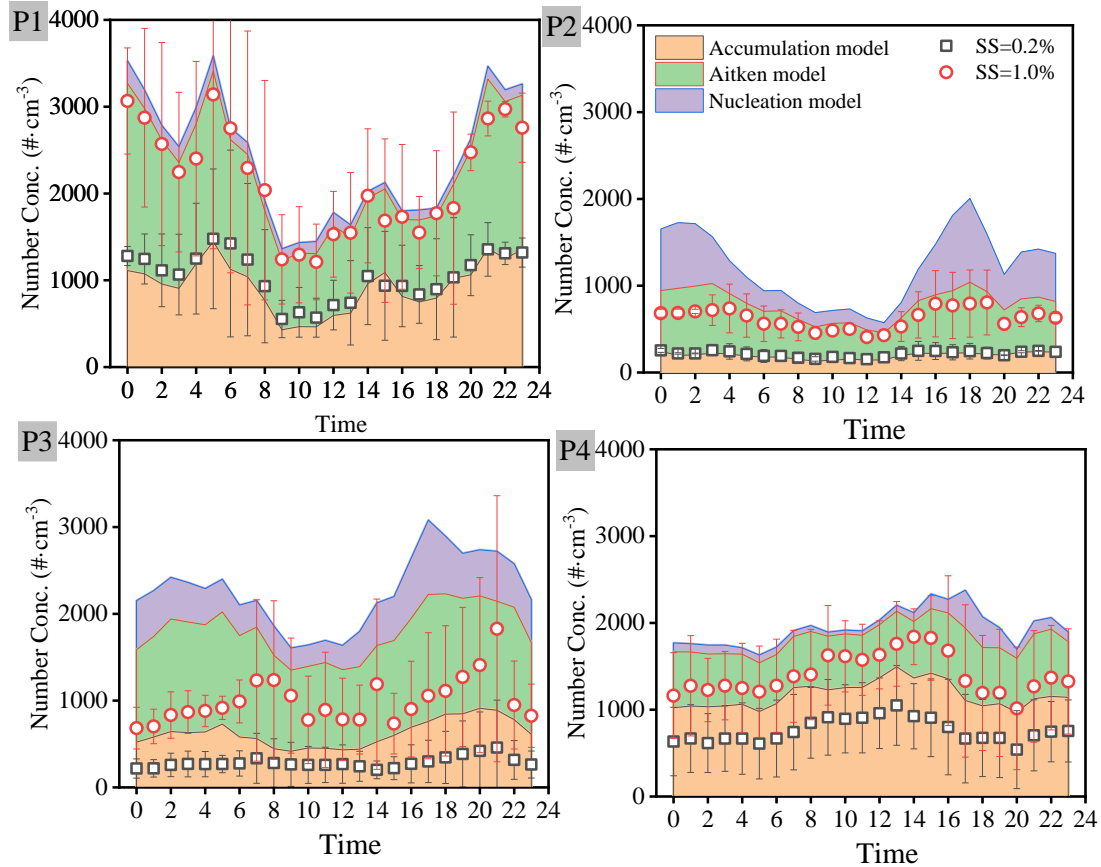 P1
4000
3000
2000
1000
0
Number Conc. (#·cm⁻³)
0 2 4 6 8 10 12 14 16 18 20 22 24
Time
P2
4000
3000
2000
1000
0
Number Conc. (#·cm⁻³)
Accumulation model
Aitken model
Nucleation model
SS=0.2%
SS=1.0%
0 2 4 6 8 10 12 14 16 18 20 22 24
Time
P3
4000
3000
2000
1000
0
Number Conc. (#·cm⁻³)
0 2 4 6 8 10 12 14 16 18 20 22 24
Time
P4
4000
3000
2000
1000
0
Number Conc. (#·cm⁻³)
0 2 4 6 8 10 12 14 16 18 20 22 24
Time